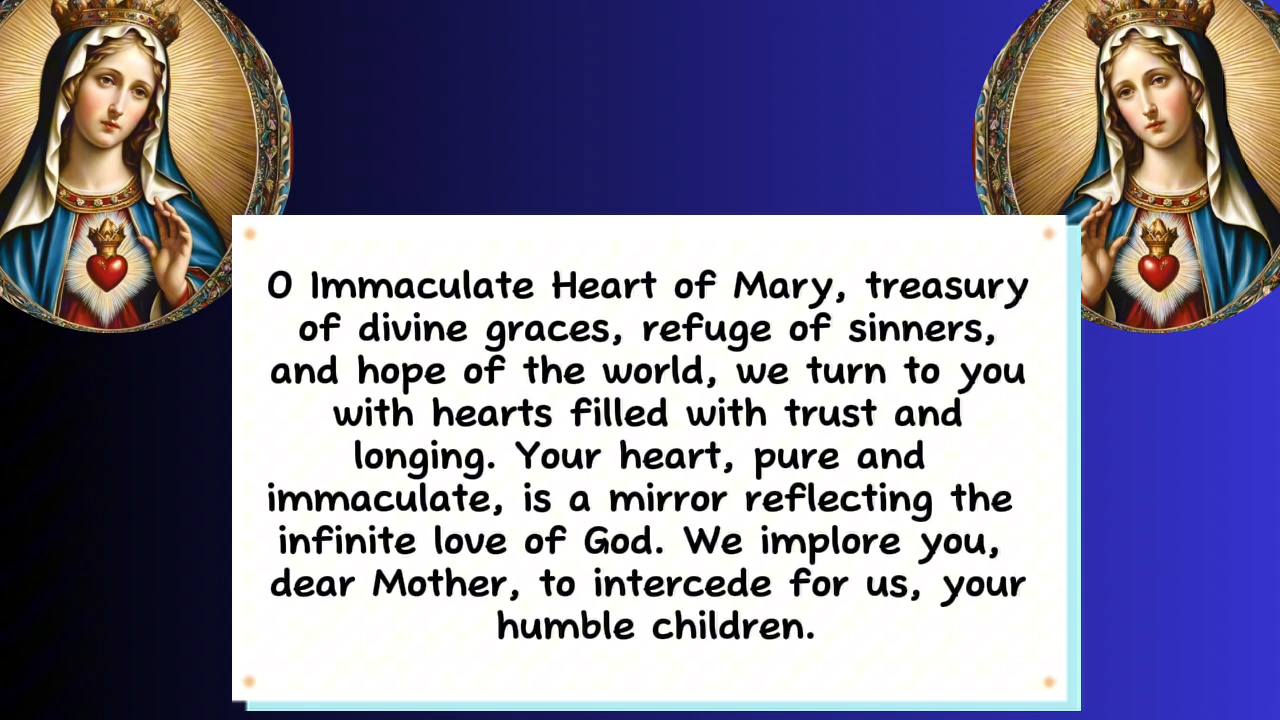 O Immaculate Heart of Mary, treasury
of divine graces, refuge of sinners,
and hope of the world, we turn to you
with hearts filled with trust and
longing. Your heart, pure and
immaculate, is a mirror reflecting the
infinite love of God. We implore you,
dear Mother, to intercede for us, your
humble children.